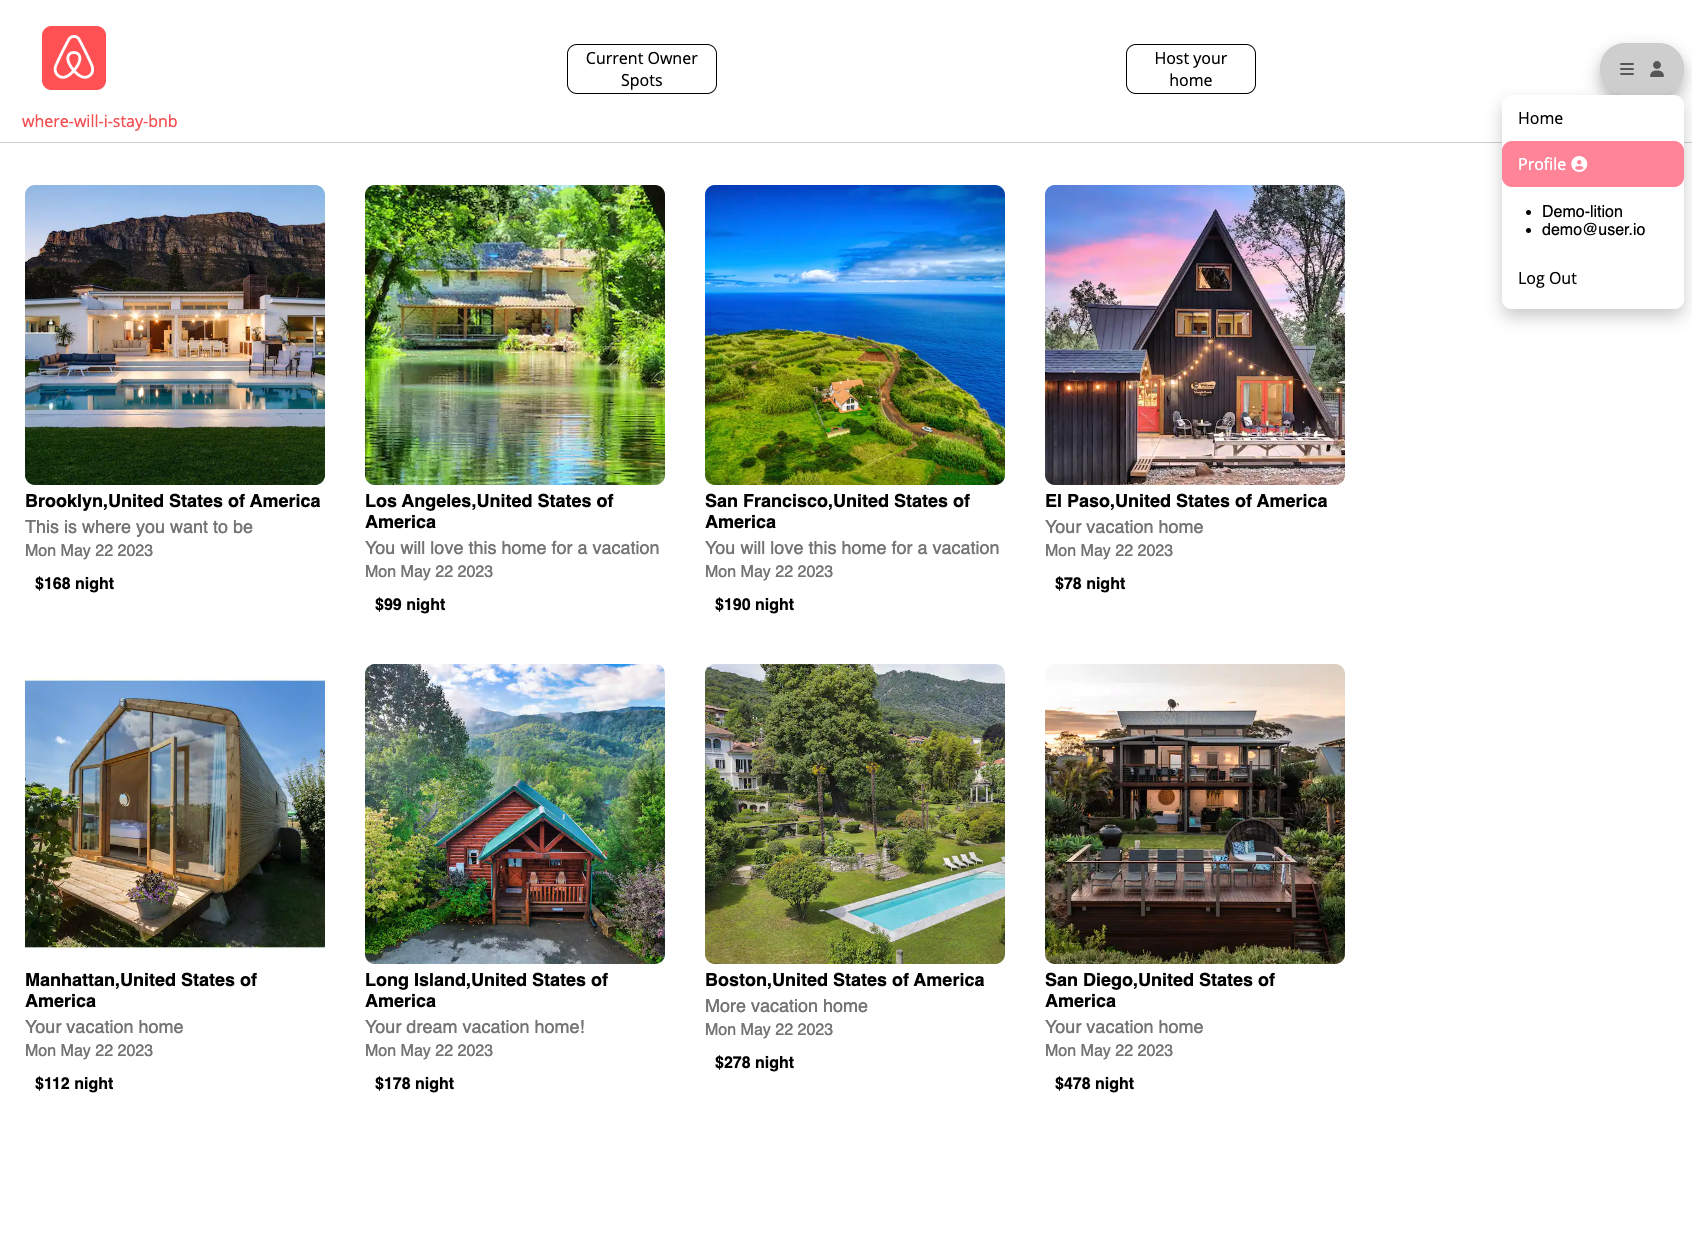 Current Owner
Spots
Host your
home
where-will-i-stay-bnb
Home
Profile
Demo-lition
demo@user.io
Log Out
Brooklyn,United States of America
This is where you want to be
Mon May 22 2023
$168 night
Los Angeles,United States of
America
You will love this home for a vacation
Mon May 22 2023
$99 night
San Francisco,United States of
America
You will love this home for a vacation
Mon May 22 2023
$190 night
El Paso,United States of America
Your vacation home
Mon May 22 2023
$78 night
Manhattan,United States of
America
Your vacation home
Mon May 22 2023
$112 night
Long Island,United States of
America
Your dream vacation home!
Mon May 22 2023
$178 night
Boston,United States of America
More vacation home
Mon May 22 2023
$278 night
San Diego,United States of
America
Your vacation home
Mon May 22 2023
$478 night